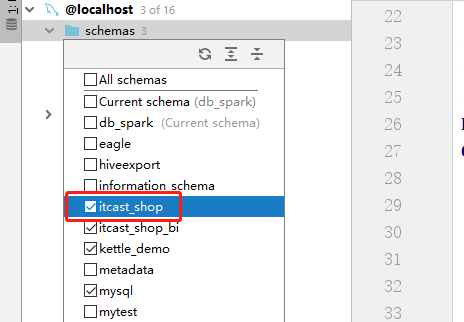 @localhost 3 of 16
schemas 3
All schemas
Current schema (db_spark)
db_spark (Current schema)
eagle
hiveexport
information_schema
itcast_shop
itcast_shop_bi
kettle_demo
metadata
mysql
mytest
22
23
24
25
26
27
28
29
30
31
32
33